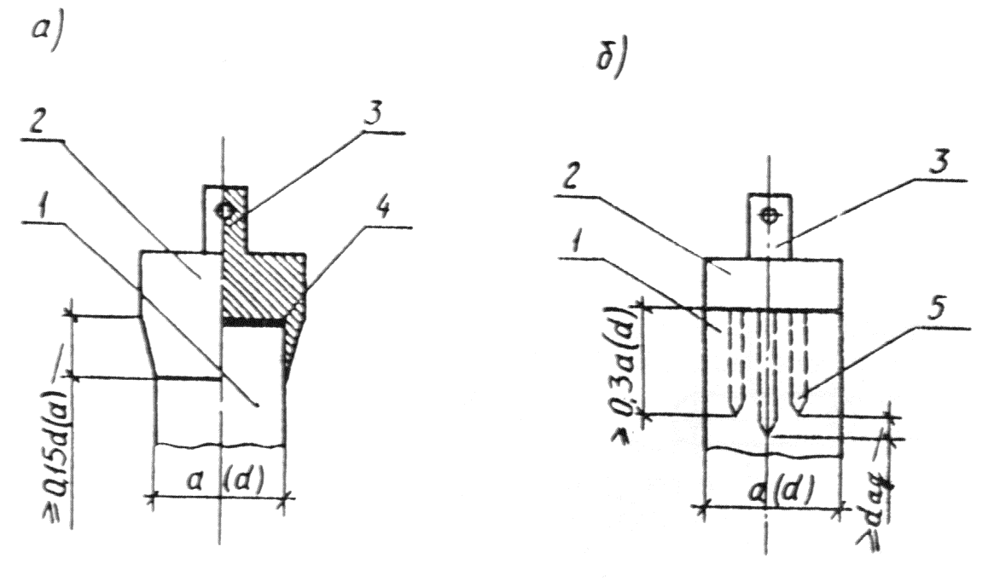 а)
2
3
1
4
≥0,15d(a)
a (d)
б)
2
3
1
5
≥0,3a(d)
a(d)
≥dag